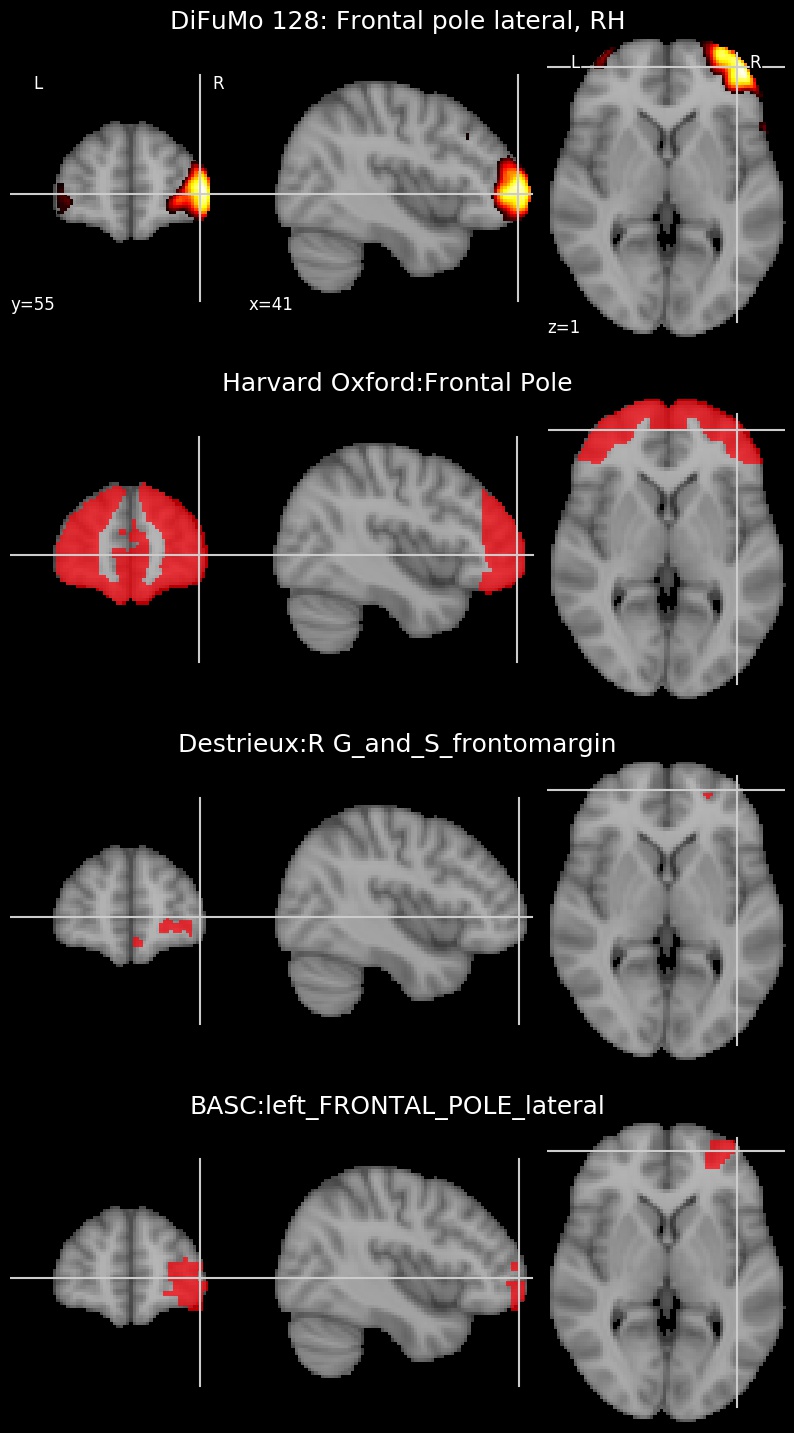 DiFuMo 128: Frontal pole lateral, RH
L R L R
y=55 x=41 z=1
Harvard Oxford:Frontal Pole
Destrieux:R G_and_S_frontomargin
BASC:left_FRONTAL_POLE_lateral